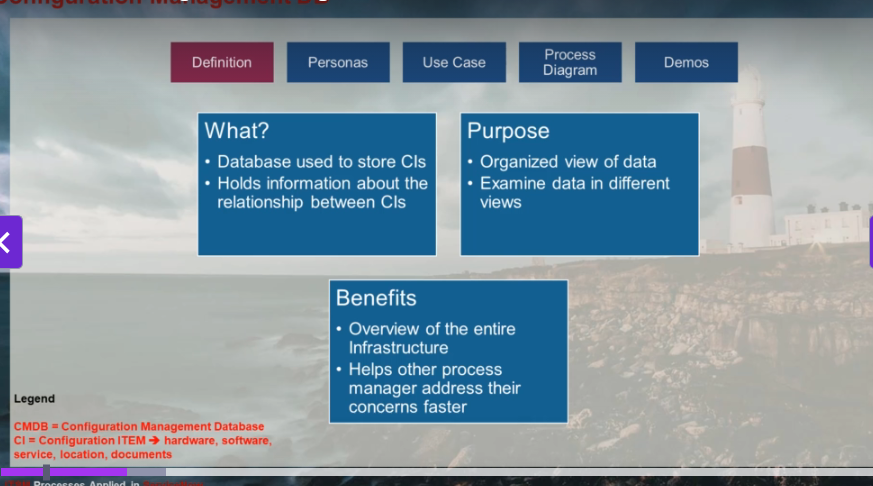 Configuration Management DB
Definition
Personas
Use Case
Process
Diagram
Demos
What?
• Database used to store CIs
• Holds information about the
relationship between CIs
Purpose
• Organized view of data
• Examine data in different
views
Benefits
• Overview of the entire
Infrastructure
• Helps other process
manager address their
concerns faster
Legend
CMDB = Configuration Management Database
CI = Configuration ITEM ➔ hardware, software,
service, location, documents
Processes Applied in